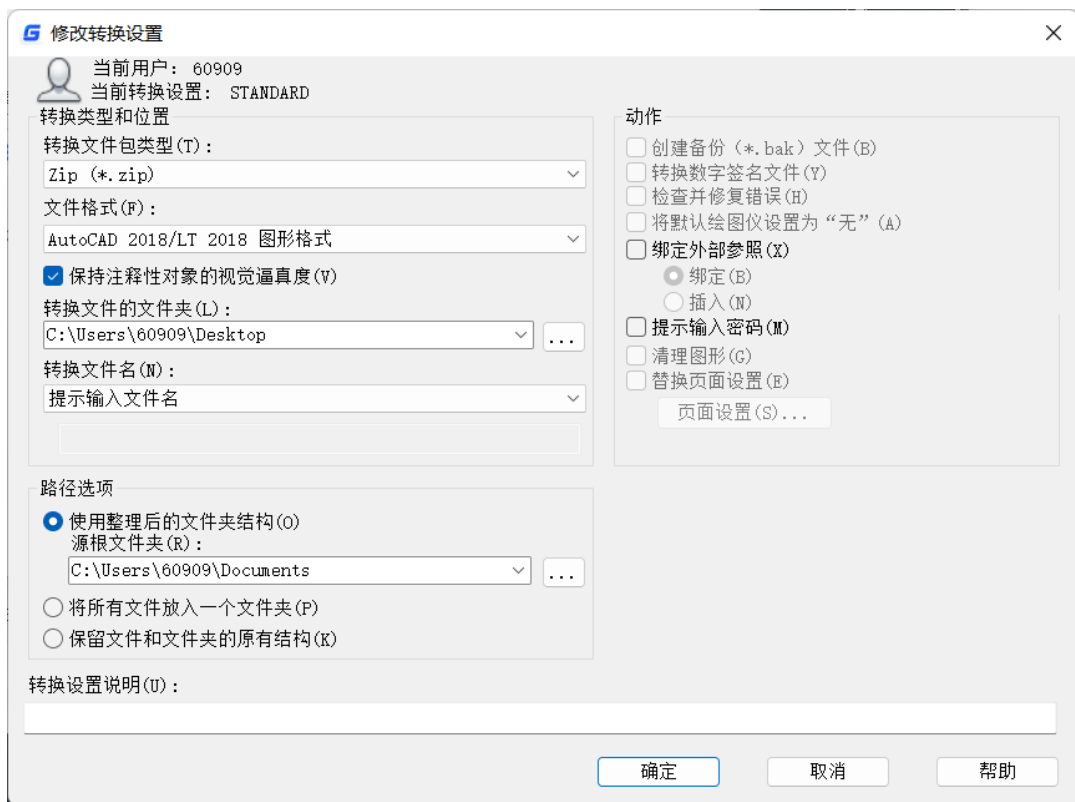 修改转换设置
当前用户： 60909
当前转换设置： STANDARD
转换类型和位置
转换文件包类型(T)：
Zip (*.zip)
文件格式(F)：
AutoCAD 2018/LT 2018 图形格式
保持注释性对象的视觉逼真度(V)
转换文件的文件夹(L)：
C:\Users\60909\Desktop
...
转换文件名(N)：
提示输入文件名
动作
创建备份（*.bak）文件(B)
转换数字签名文件(Y)
检查并修复错误(H)
将默认绘图仪设置为“无”(A)
绑定外部参照(X)
绑定(B)
插入(N)
提示输入密码(M)
清理图形(G)
替换页面设置(E)
页面设置(S)...
路径选项
使用整理后的文件夹结构(O)
源根文件夹(R)：
C:\Users\60909\Documents
...
将所有文件放入一个文件夹(P)
保留文件和文件夹的原有结构(K)
转换设置说明(U)：
确定
取消
帮助